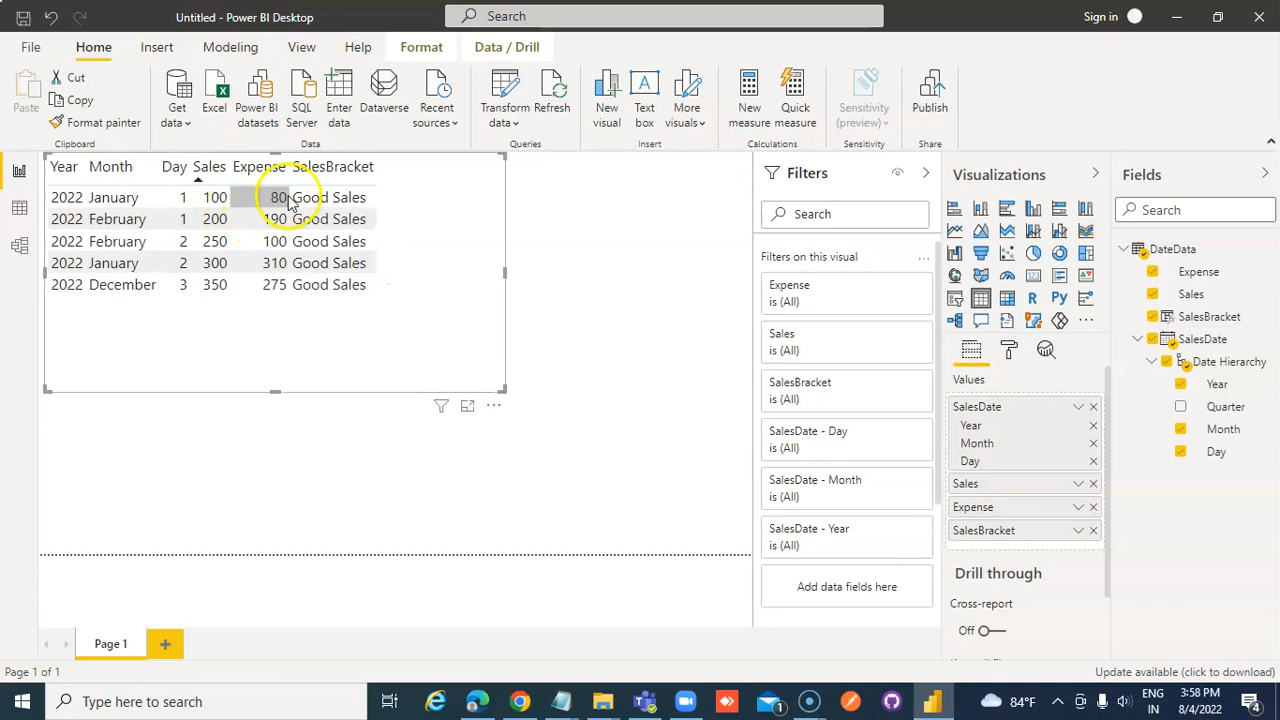 Untitled - Power BI Desktop
Search
Sign in
File
Home
Insert
Modeling
View
Help
Format
Data / Drill
Paste
Cut
Copy
Format painter
Clipboard
Get data
Excel
Power BI datasets
SQL Server
Enter data
Dataverse
Recent sources
Data
Transform data
Refresh
Queries
New visual
Text box
More visuals
Insert
New measure
Quick measure
Calculations
Sensitivity (preview)
Sensitivity
Publish
Share
Year Month Day Sales Expense SalesBracket
2022 January 1 100 80 Good Sales
2022 February 1 200 190 Good Sales
2022 February 2 250 100 Good Sales
2022 January 2 300 310 Good Sales
2022 December 3 350 275 Good Sales
Filters
Search
Filters on this visual
Expense
is (All)
Sales
is (All)
SalesBracket
is (All)
SalesDate - Day
is (All)
SalesDate - Month
is (All)
SalesDate - Year
is (All)
Add data fields here
Visualizations
R
Py
Values
SalesDate
Year
Month
Day
Sales
Expense
SalesBracket
Drill through
Cross-report
Off
Fields
Search
DateData
Expense
Sales
SalesBracket
SalesDate
Date Hierarchy
Year
Quarter
Month
Day
Page 1
Page 1 of 1
Update available (click to download)
Type here to search
1
84°F
ENG
IN
3:58 PM
8/4/2022
4